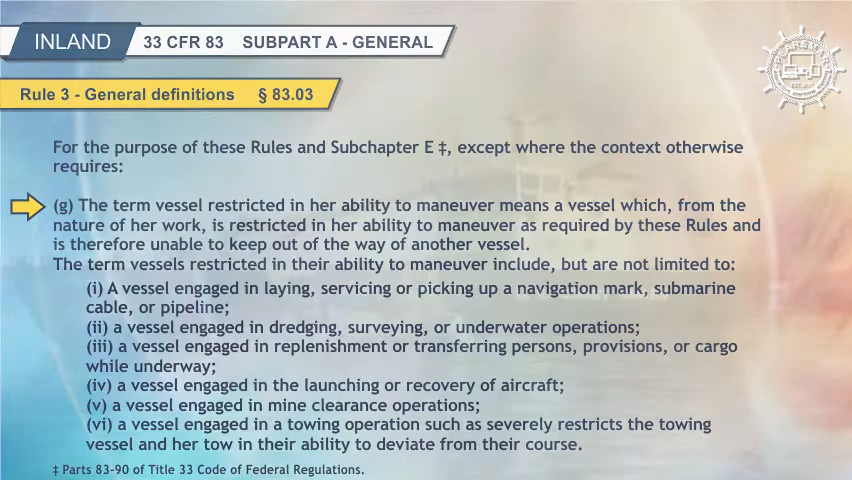 INLAND
33 CFR 83 SUBPART A - GENERAL
Rule 3 - General definitions § 83.03
For the purpose of these Rules and Subchapter E ‡, except where the context otherwise
requires:
(g) The term vessel restricted in her ability to maneuver means a vessel which, from the
nature of her work, is restricted in her ability to maneuver as required by these Rules and
is therefore unable to keep out of the way of another vessel.
The term vessels restricted in their ability to maneuver include, but are not limited to:
(i) A vessel engaged in laying, servicing or picking up a navigation mark, submarine
cable, or pipeline;
(ii) a vessel engaged in dredging, surveying, or underwater operations;
(iii) a vessel engaged in replenishment or transferring persons, provisions, or cargo
while underway;
(iv) a vessel engaged in the launching or recovery of aircraft;
(v) a vessel engaged in mine clearance operations;
(vi) a vessel engaged in a towing operation such as severely restricts the towing
vessel and her tow in their ability to deviate from their course.
‡ Parts 83-90 of Title 33 Code of Federal Regulations.